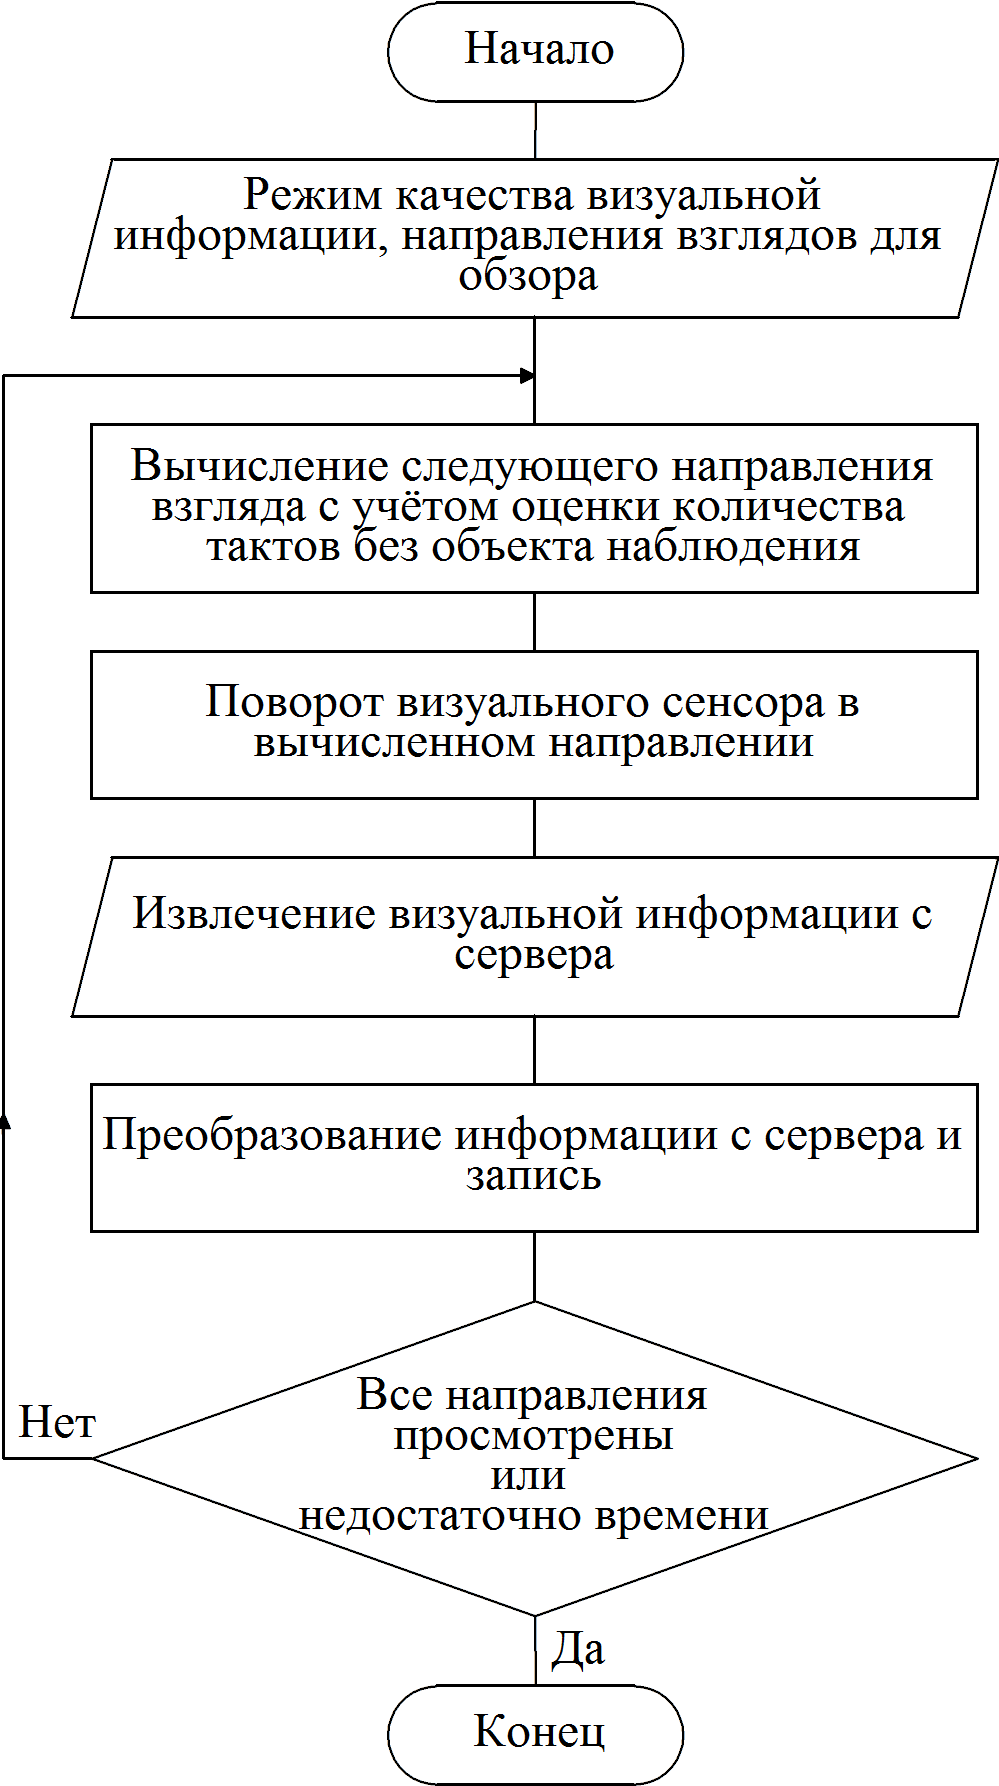 Начало
Режим качества визуальной
информации, направления взглядов для
обзора
Вычисление следующего направления
взгляда с учётом оценки количества
тактов без объекта наблюдения
Поворот визуального сенсора в
вычисленном направлении
Извлечение визуальной информации с
сервера
Преобразование информации с сервера и
запись
Все направления
просмотрены
или
недостаточно времени
Нет
Да
Конец